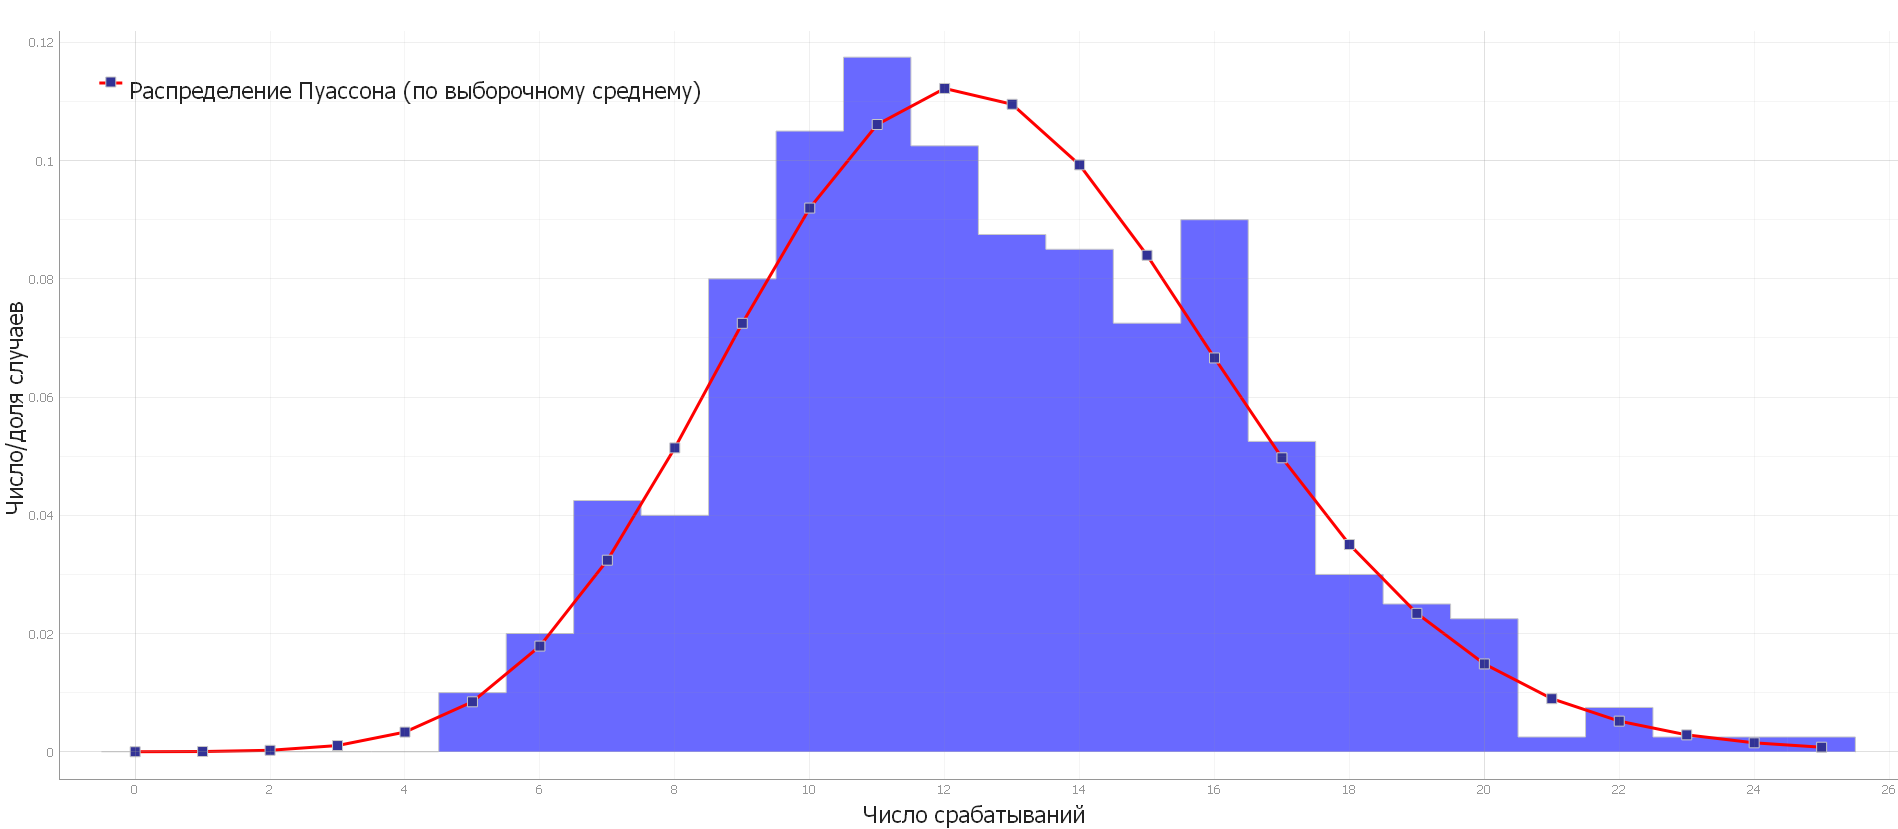 Распределение Пуассона (по выборочному среднему)
Число/доля случаев
0.12
0.1
0.08
0.06
0.04
0.02
0
0 2 4 6 8 10 12 14 16 18 20 22 24 26
Число срабатываний